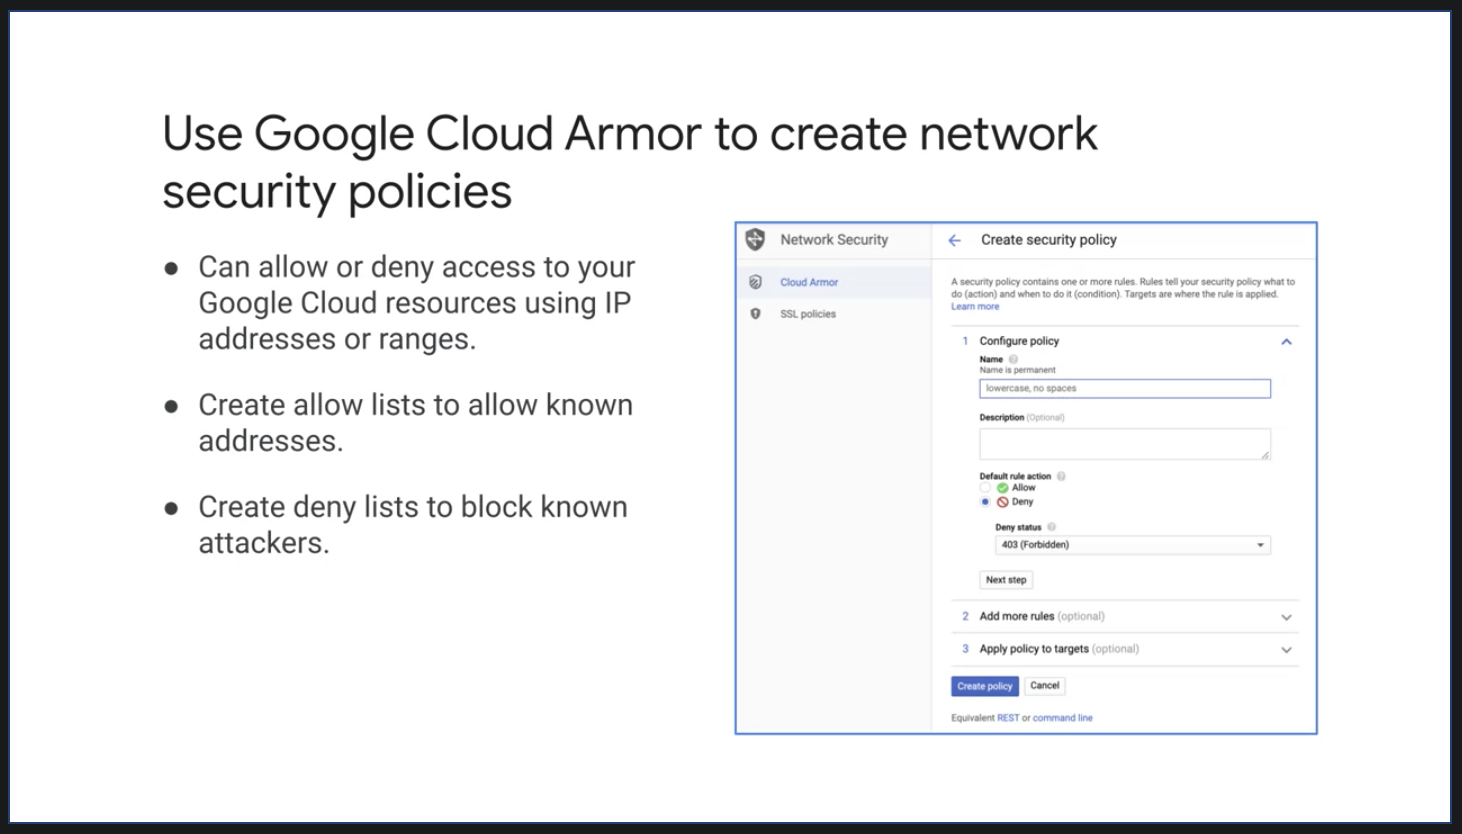 Use Google Cloud Armor to create network
security policies
● Can allow or deny access to your
Google Cloud resources using IP
addresses or ranges.
● Create allow lists to allow known
addresses.
● Create deny lists to block known
attackers.
Network Security
Cloud Armor
SSL policies
Create security policy
A security policy contains one or more rules. Rules tell your security policy what to
do (action) and when to do it (condition). Targets are where the rule is applied.
Learn more
1 Configure policy
Name ?
Name is permanent
lowercase, no spaces
Description (Optional)
Default rule action ?
Allow
Deny
Deny status ?
403 (Forbidden)
Next step
2 Add more rules (optional)
3 Apply policy to targets (optional)
Create policy Cancel
Equivalent REST or command line